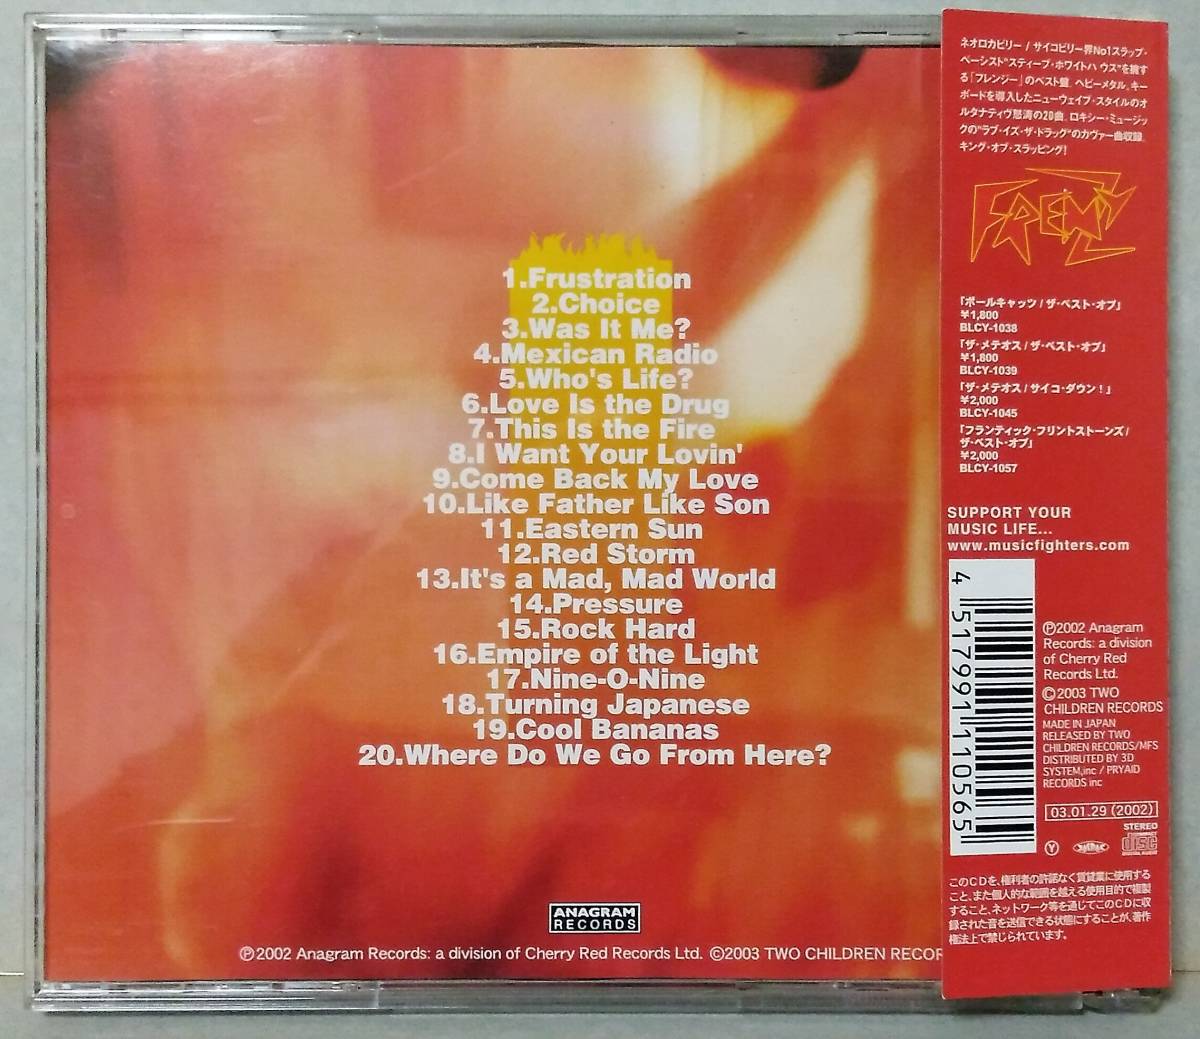 1.Frustration
2.Choice
3.Was It Me?
4.Mexican Radio
5.Who's Life?
6.Love Is the Drug
7.This Is the Fire
8.I Want Your Lovin'
9.Come Back My Love
10.Like Father Like Son
11.Eastern Sun
12.Red Storm
13.It's a Mad, Mad World
14.Pressure
15.Rock Hard
16.Empire of the Light
17.Nine-O-Nine
18.Turning Japanese
19.Cool Bananas
20.Where Do We Go From Here?
ANAGRAM
RECORDS
Ⓟ2002 Anagram Records: a division of Cherry Red Records Ltd. ©2003 TWO CHILDREN RECOR
ネオロカビリー / サイコビリー界No1スラップ・
ベーシスト"スティーブ・ホワイトハウス"を擁す
る「フレンジー」のベスト盤。ヘビーメタル、キー
ボードを導入したニューウェイブ・スタイルのオ
ルタナティヴ怒涛の20曲。ロキシー・ミュージッ
クの"ラブ・イズ・ザ・ドラッグ"のカヴァー曲収録。
キング・オブ・スラッピング!
FRENZY
「ポールキャッツ / ザ・ベスト・オブ」
¥1,800
BLCY-1038
「ザ・メテオス / ザ・ベスト・オブ」
¥1,800
BLCY-1039
「ザ・メテオス / サイコ・ダウン!」
¥2,000
BLCY-1045
「フランティック・フリントストーンズ /
ザ・ベスト・オブ」
¥2,000
BLCY-1057
SUPPORT YOUR
MUSIC LIFE...
www.musicfighters.com
4 517991 110565
Ⓟ2002 Anagram
Records: a division
of Cherry Red
Records Ltd.
©2003 TWO
CHILDREN RECORDS
MADE IN JAPAN
RELEASED BY TWO
CHILDREN RECORDS/MFS
DISTRIBUTED BY 3D
SYSTEM,inc / PRYAID
RECORDS inc
03.01.29 (2002)
STEREO
Ⓨ
COMPACT
disc
DIGITAL AUDIO
このCDを、権利者の許諾なく賃貸業に使用する
こと、また個人的な範囲を越える使用目的で複製
すること、ネットワーク等を通じてこのCDに収
録された音を送信できる状態にすることが、著作
権法上で禁じられています。